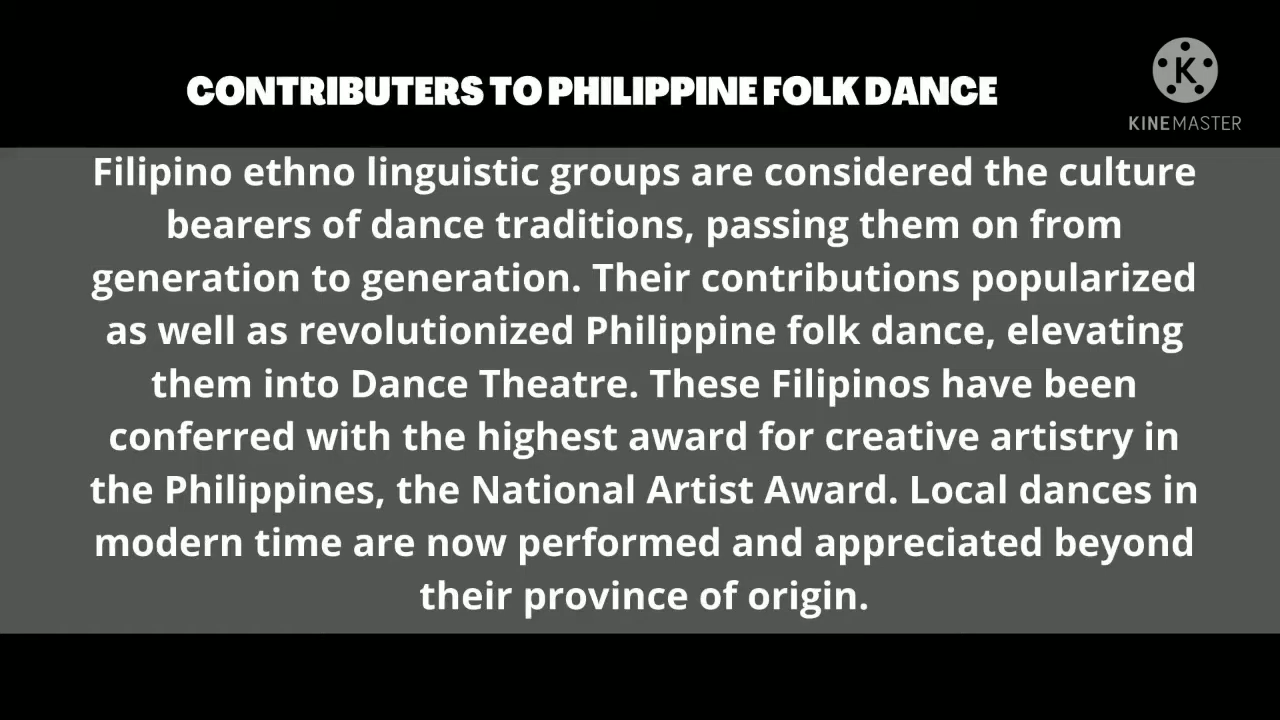 CONTRIBUTERS TO PHILIPPINE FOLK DANCE
K
KINEMASTER
Filipino ethno linguistic groups are considered the culture
bearers of dance traditions, passing them on from
generation to generation. Their contributions popularized
as well as revolutionized Philippine folk dance, elevating
them into Dance Theatre. These Filipinos have been
conferred with the highest award for creative artistry in
the Philippines, the National Artist Award. Local dances in
modern time are now performed and appreciated beyond
their province of origin.